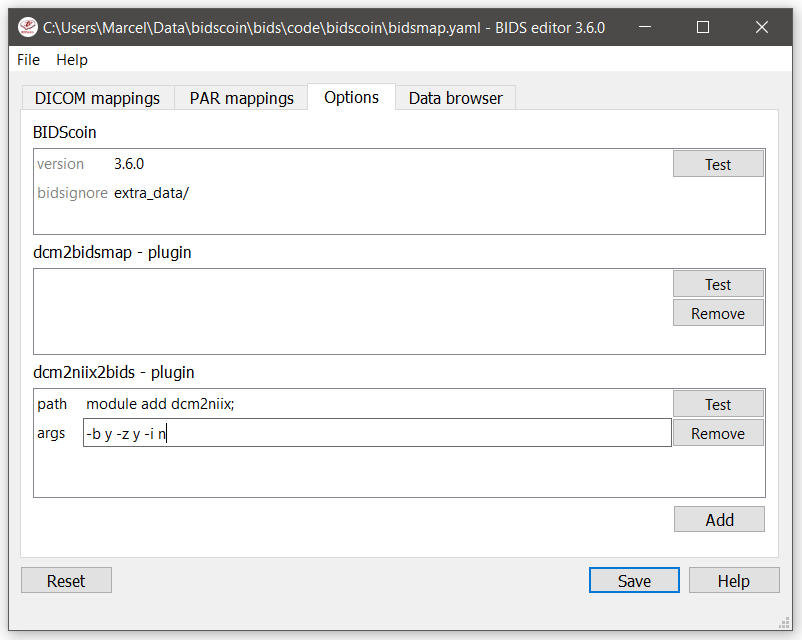 C:\Users\Marcel\Data\bidscoin\bids\code\bidscoin\bidsmap.yaml - BIDS editor 3.6.0
File Help
DICOM mappings PAR mappings Options Data browser
BIDScoin
version 3.6.0 Test
bidsignore extra_data/
dcm2bidsmap - plugin
Test
Remove
dcm2niix2bids - plugin
path module add dcm2niix; Test
args -b y -z y -i n Remove
Add
Reset Save Help